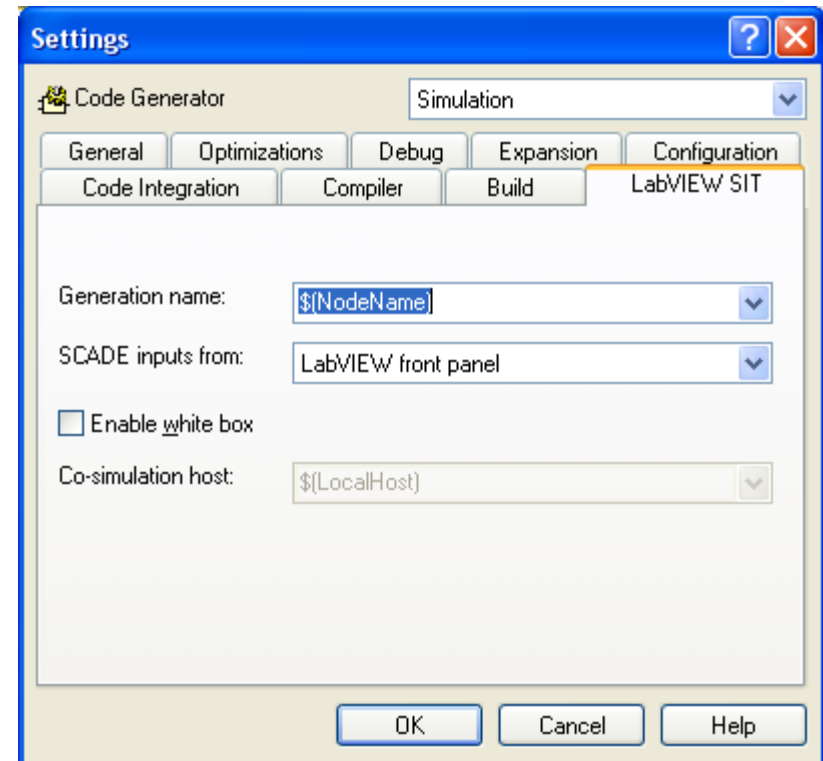 Settings
Code Generator Simulation
General Optimizations Debug Expansion Configuration
Code Integration Compiler Build LabVIEW SIT
Generation name: $(NodeName)
SCADE inputs from: LabVIEW front panel
Enable white box
Co-simulation host: $(LocalHost)
OK Cancel Help